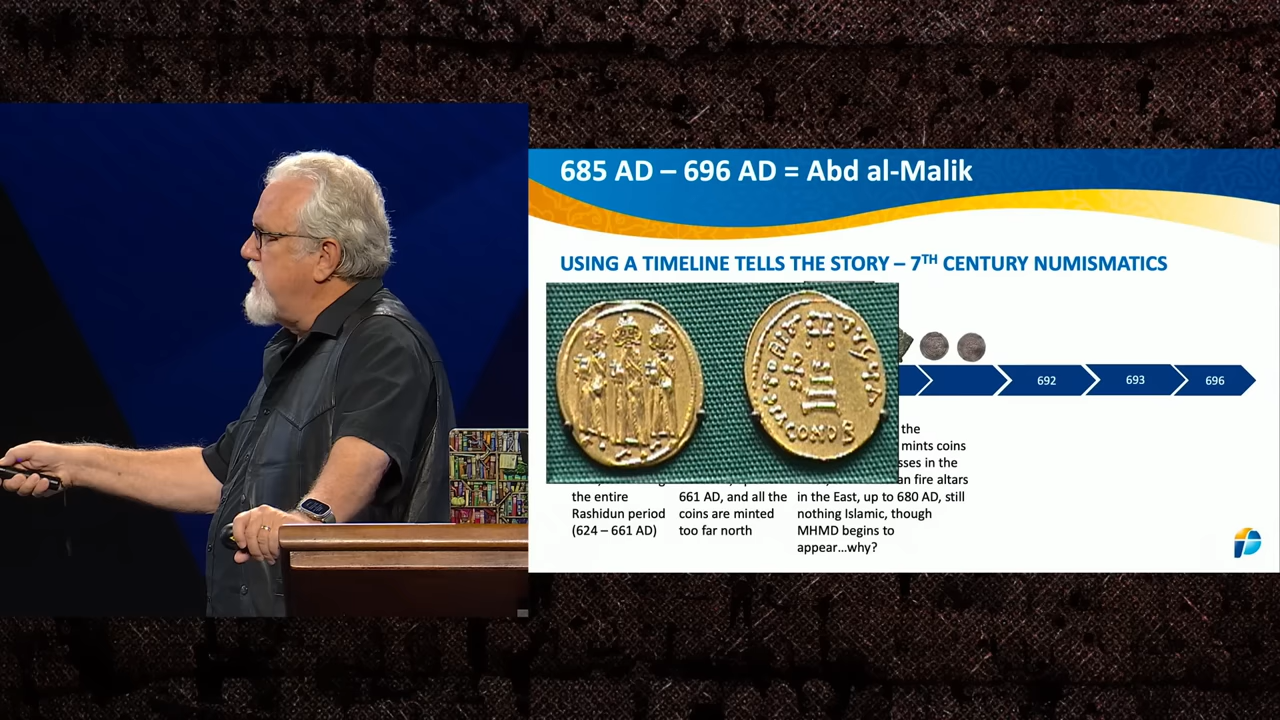 685 AD – 696 AD = Abd al-Malik
USING A TIMELINE TELLS THE STORY – 7TH CENTURY NUMISMATICS
692
693
696
the entire
Rashidun period
(624 – 661 AD)
661 AD, and all the
coins are minted
too far north
the
mints coins
sses in the
an fire altars
in the East, up to 680 AD, still
nothing Islamic, though
MHMD begins to
appear...why?
CONOB